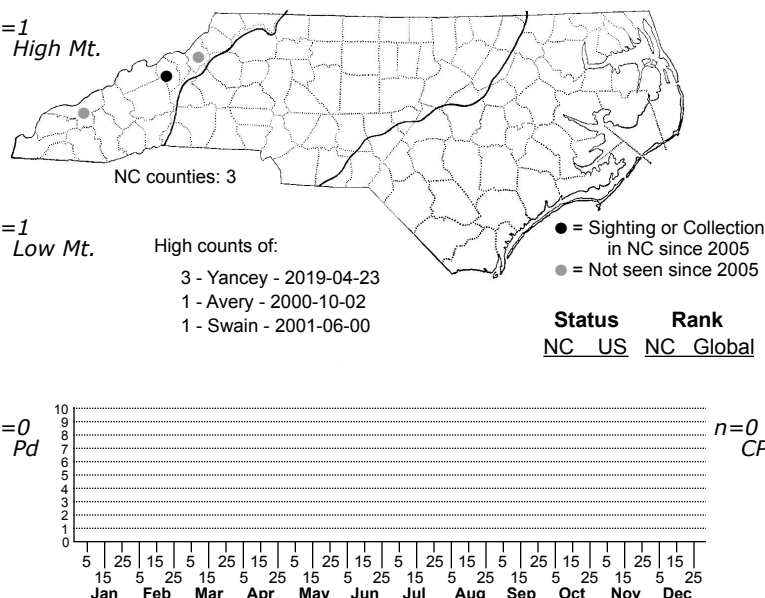 =1
High Mt.
NC counties: 3
=1
Low Mt.
High counts of:
3 - Yancey - 2019-04-23
1 - Avery - 2000-10-02
1 - Swain - 2001-06-00
● = Sighting or Collection
in NC since 2005
● = Not seen since 2005
Status Rank
NC US NC Global
=0
Pd
n=0
CP
10
9
8
7
6
5
4
3
2
1
0
5 25 15 5 25 15 5 25 15 5 25 15 5 25 15 5 25 15
15 5 25 15 5 25 15 5 25 15 5 25 15 5 25 15 5 25
Jan Feb Mar Apr May Jun Jul Aug Sep Oct Nov Dec